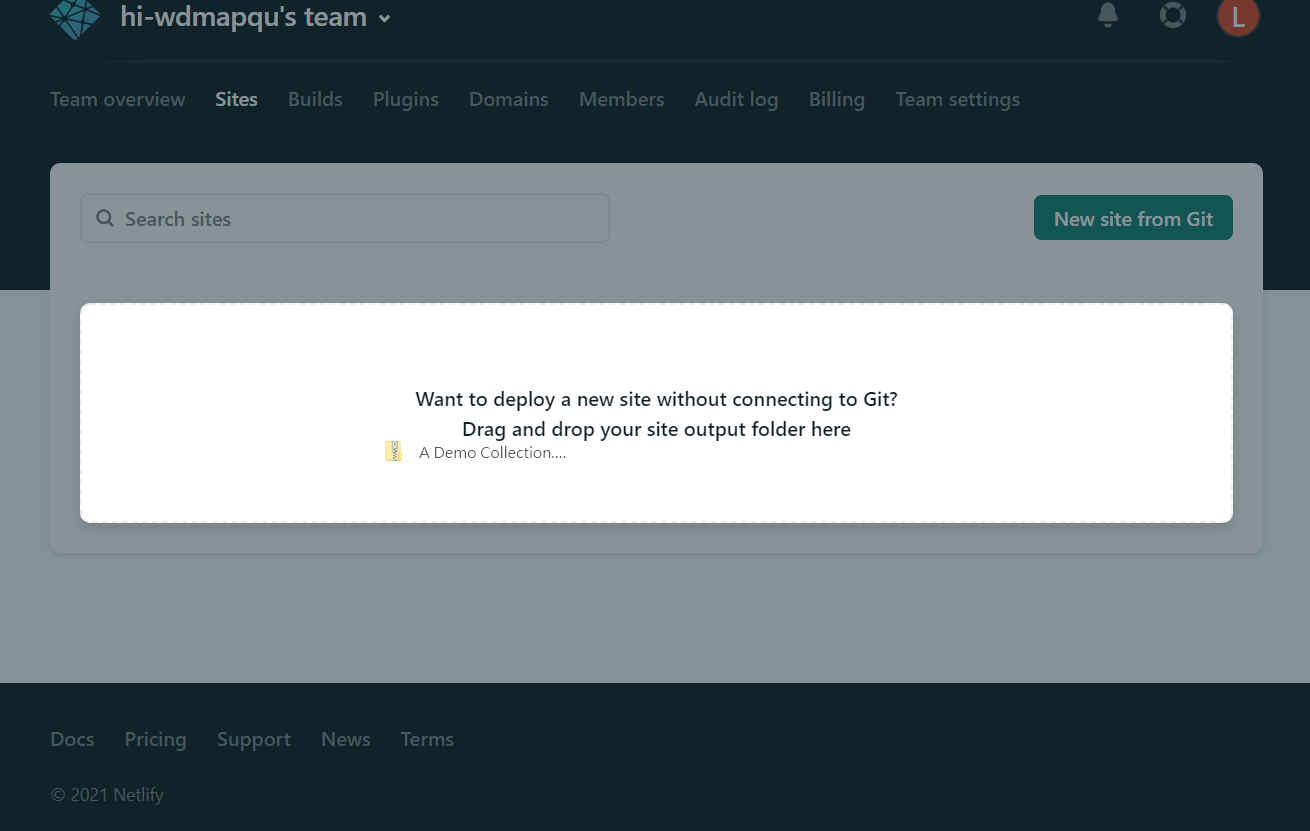 hi-wdmapqu's team
L
Team overview Sites Builds Plugins Domains Members Audit log Billing Team settings
Search sites New site from Git
Want to deploy a new site without connecting to Git?
Drag and drop your site output folder here
A Demo Collection....
Docs Pricing Support News Terms
© 2021 Netlify